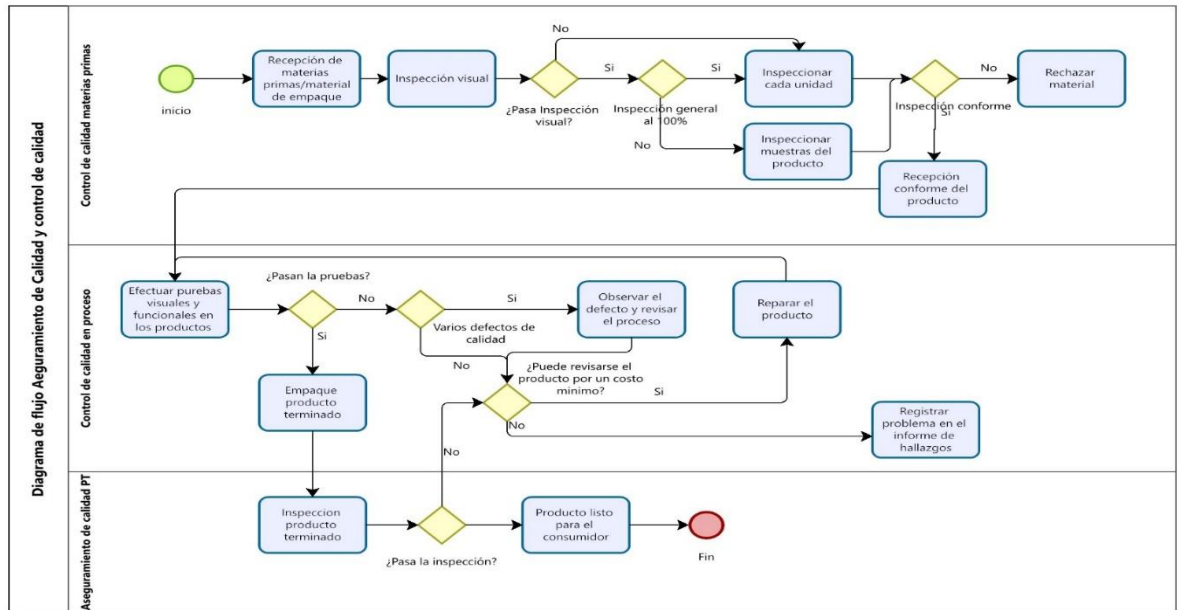 Diagrama de flujo Aeguramiento de Calidad y control de calidad
Control de calidad materias primas
inicio
Recepción de
materias
primas/material
de empaque
Inspección visual
¿Pasa Inspección
visual?
No
Si
Inspección general
al 100%
Si
No
Inspeccionar
cada unidad
Inspeccionar
muestras del
producto
Inspección conforme
No
Si
Rechazar
material
Recepción
conforme del
producto
Control de calidad en proceso
Efectuar purebas
visuales y
funcionales en
los productos
¿Pasan la pruebas?
No
Si
Varios defectos de
calidad
Si
No
Observar el
defecto y revisar
el proceso
Reparar el
producto
Empaque
producto
terminado
¿Puede revisarse el
producto por un costo
minimo?
Si
No
Registrar
problema en el
informe de
hallazgos
Aseguramiento de calidad PT
Inspeccion
producto
terminado
No
¿Pasa la inspección?
Producto listo
para el
consumidor
Fin